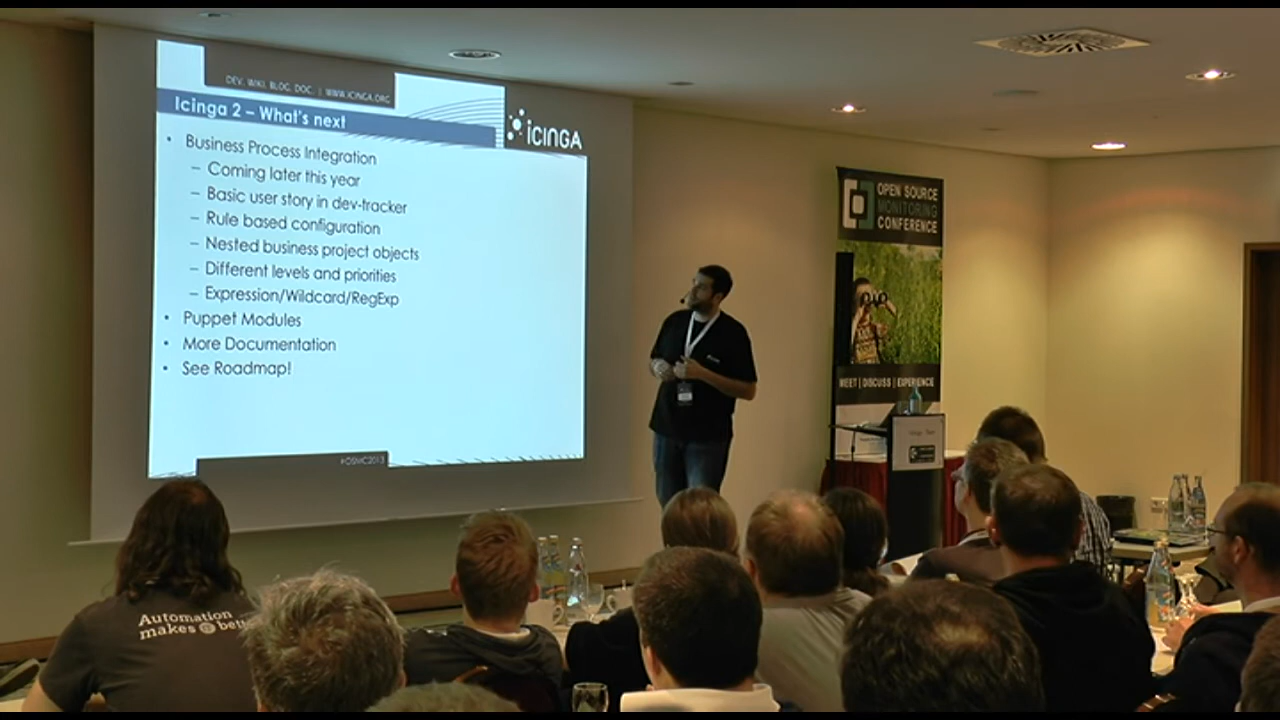 DEV. WIKI. BLOG. DOC. | WWW.ICINGA.ORG
Icinga 2 – What's next
ICINGA
• Business Process Integration
– Coming later this year
– Basic user story in dev-tracker
– Rule based configuration
– Nested business project objects
– Different levels and priorities
– Expression/Wildcard/RegExp
• Puppet Modules
• More Documentation
• See Roadmap!
#OSMC2013
OPEN SOURCE
MONITORING
CONFERENCE
MEET | DISCUSS | EXPERIENCE
Automation
makes